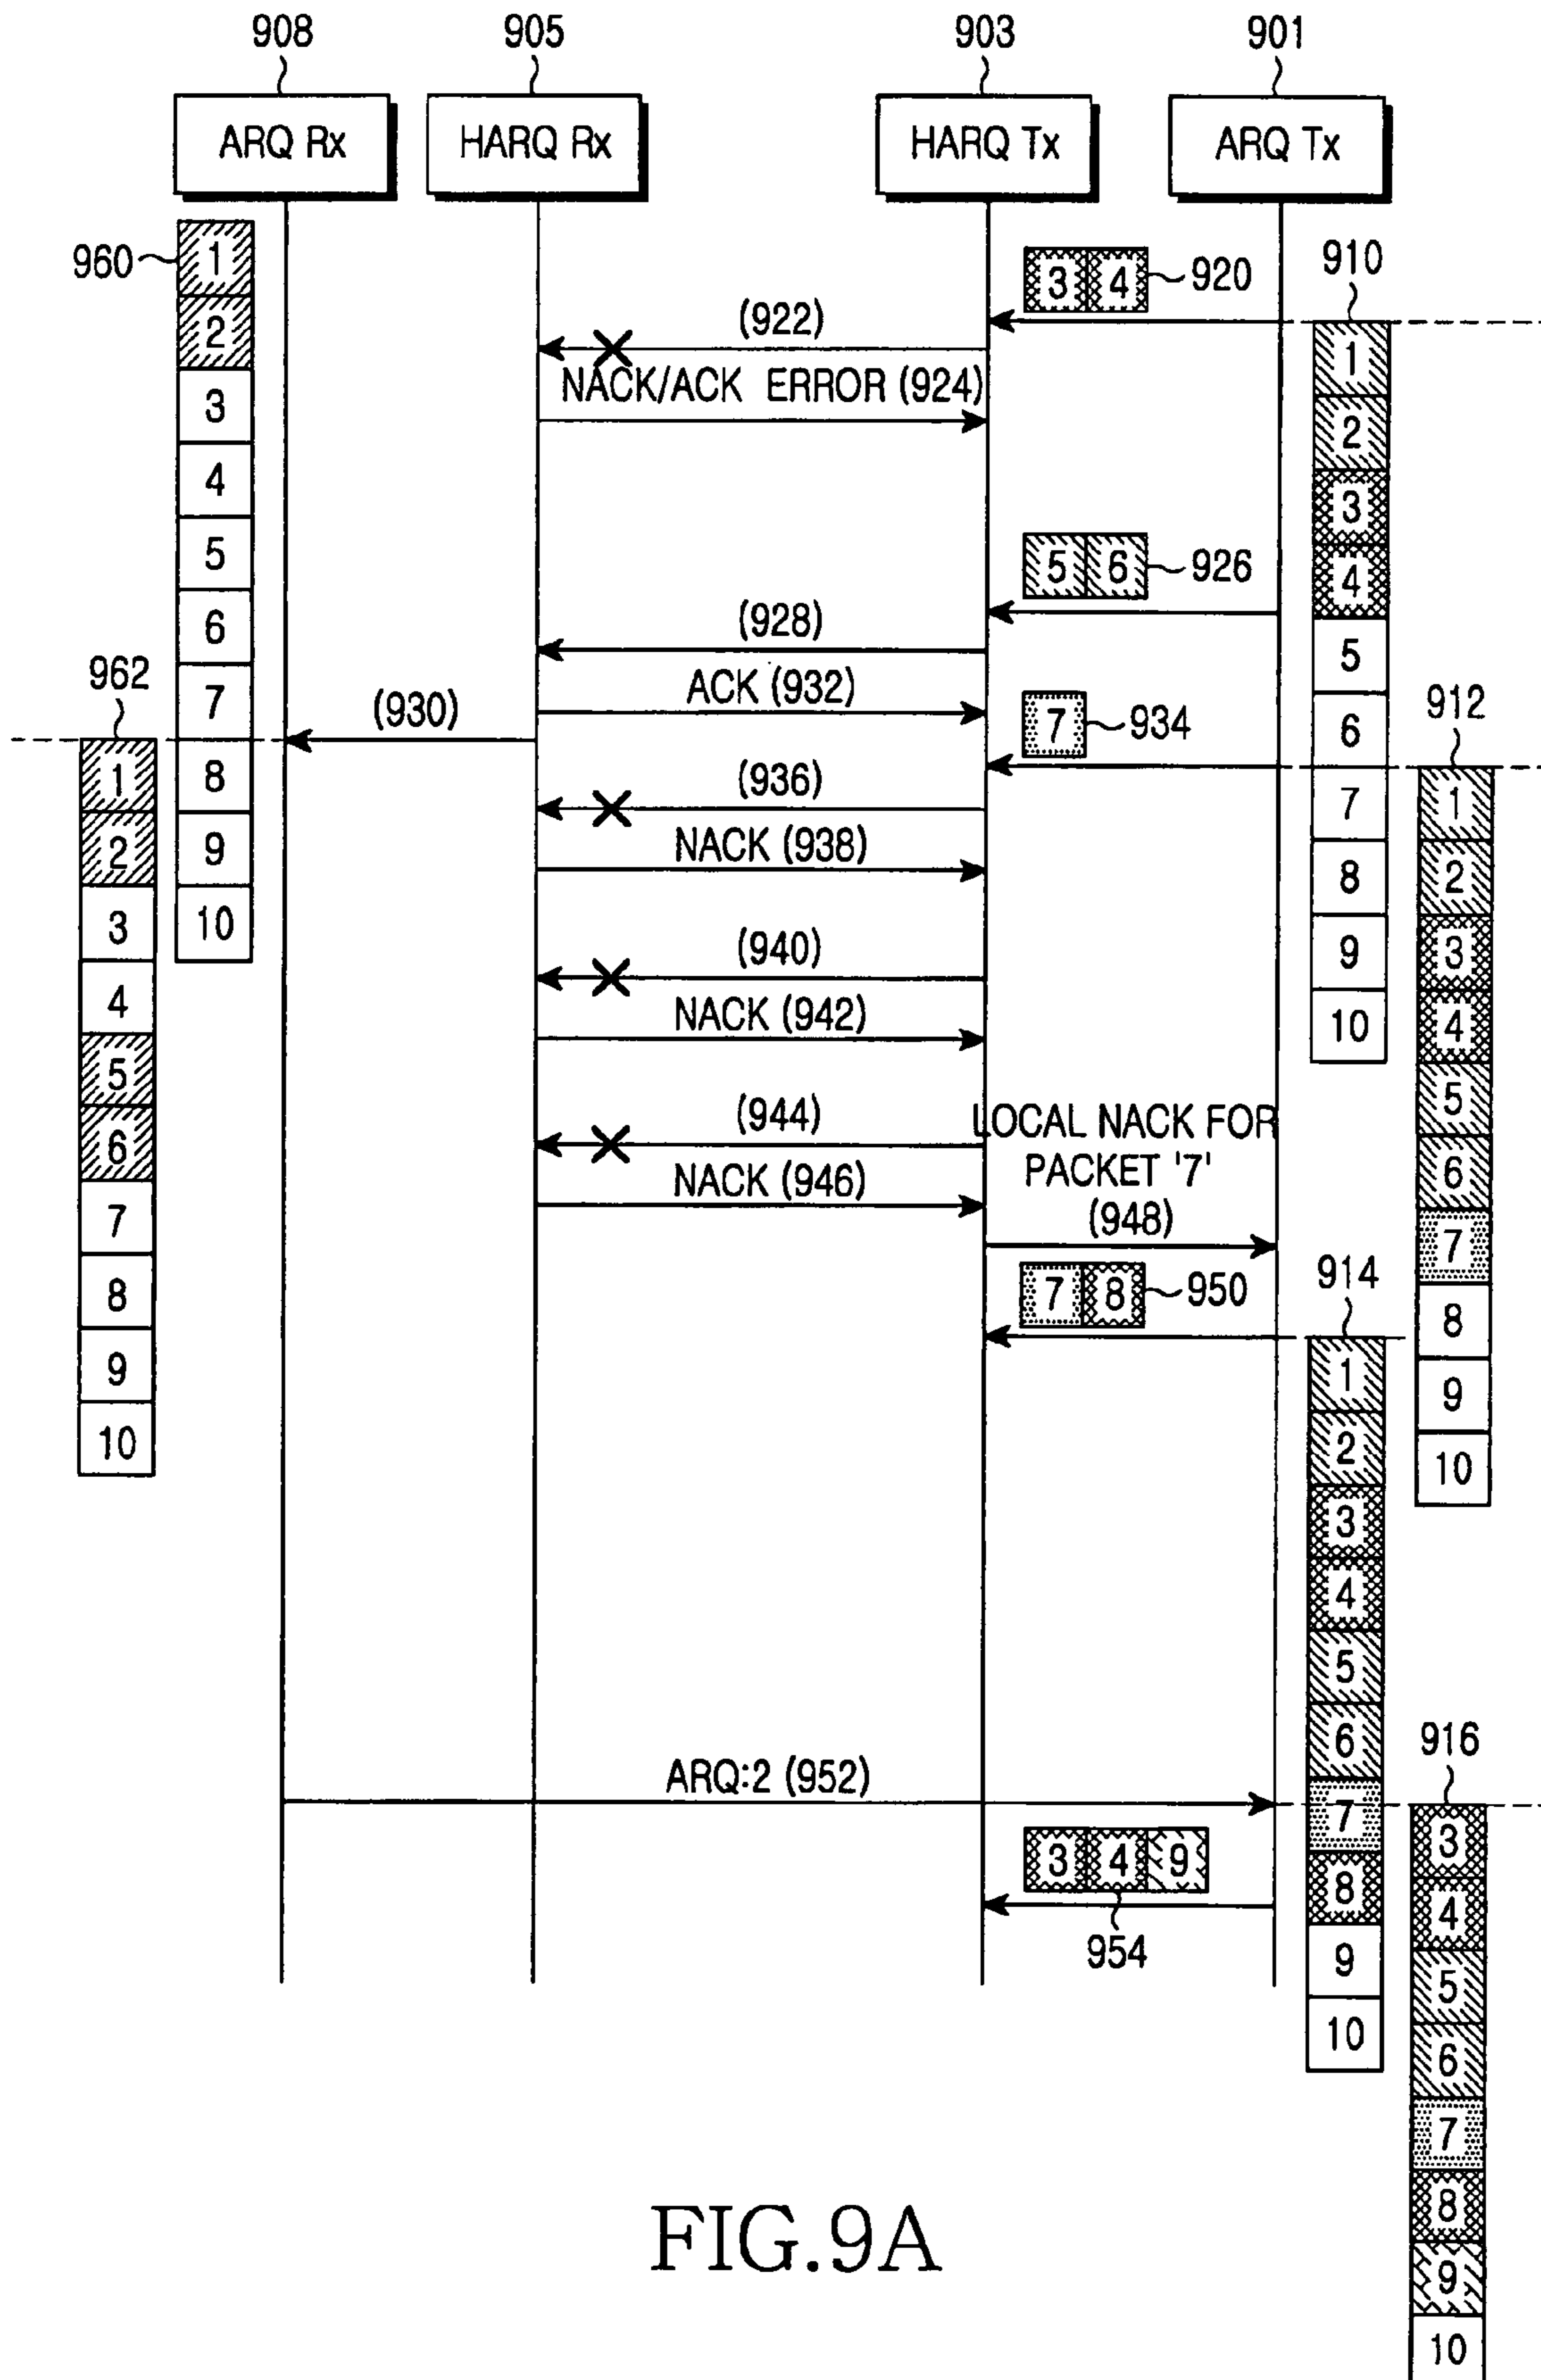 908 905 903 901
ARQ Rx HARQ Rx HARQ Tx ARQ Tx
960 1 2 3 4 5 6 7 8 9 10
3 4 920
910
1 2 3 4 5 6 7 8 9 10
(922)
NACK/ACK ERROR (924)
5 6 926
(928)
ACK (932)
(930)
962
1 2 3 4 5 6 7 8 9 10
7 934
912
1 2 3 4 5 6 7 8 9 10
(936)
NACK (938)
(940)
NACK (942)
(944)
NACK (946)
LOCAL NACK FOR
PACKET '7'
(948)
7 8 950
914
1 2 3 4 5 6 7 8 9 10
ARQ:2 (952)
916
3 4 5 6 7 8 9 10
3 4 9
954
FIG.9A